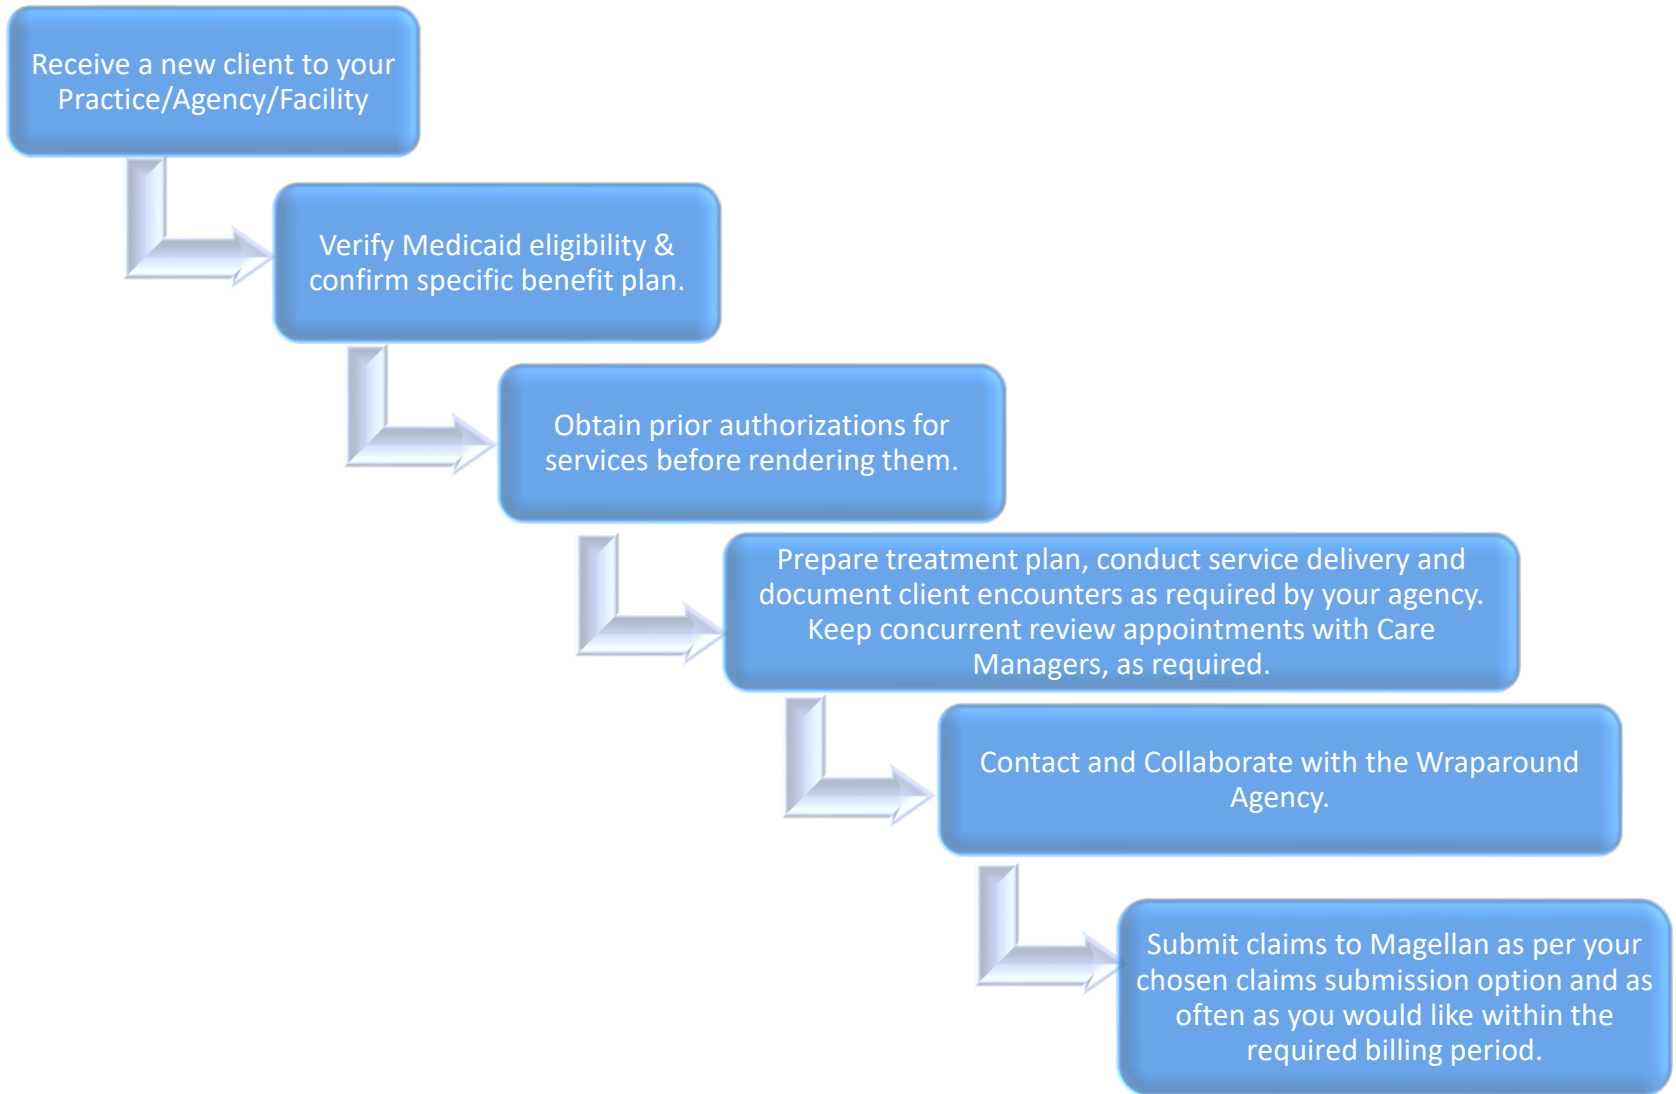 Receive a new client to your
Practice/Agency/Facility
Verify Medicaid eligibility &
confirm specific benefit plan.
Obtain prior authorizations for
services before rendering them.
Prepare treatment plan, conduct service delivery and
document client encounters as required by your agency.
Keep concurrent review appointments with Care
Managers, as required.
Contact and Collaborate with the Wraparound
Agency.
Submit claims to Magellan as per your
chosen claims submission option and as
often as you would like within the
required billing period.